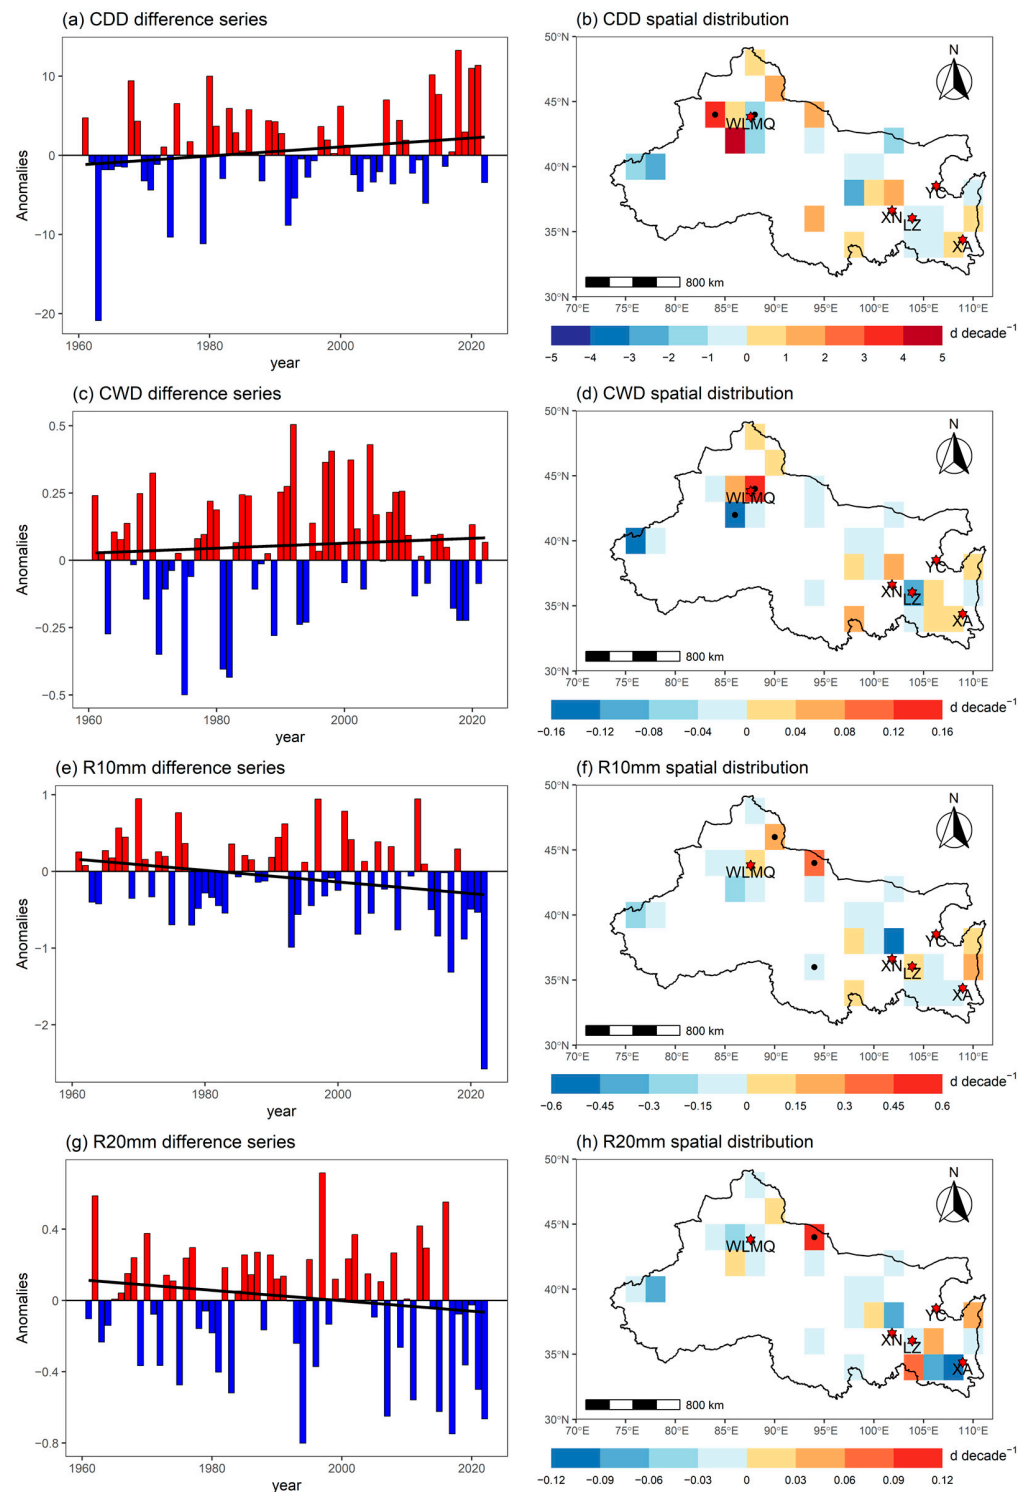 (a) CDD difference series
10
0
−10
−20
Anomalies
1960
1980
2000
2020
year
(b) CDD spatial distribution
50°N
45°N
40°N
35°N
30°N
N
WLMQ
YC
XN
LZ
XA
800 km
70°E 75°E 80°E 85°E 90°E 95°E 100°E 105°E 110°E
d decade−1
−5 −4 −3 −2 −1 0 1 2 3 4 5
(c) CWD difference series
0.5
0.25
0
−0.25
−0.5
Anomalies
1960
1980
2000
2020
year
(d) CWD spatial distribution
50°N
45°N
40°N
35°N
30°N
N
WLMQ
YC
XN
LZ
XA
800 km
70°E 75°E 80°E 85°E 90°E 95°E 100°E 105°E 110°E
d decade−1
−0.16 −0.12 −0.08 −0.04 0 0.04 0.08 0.12 0.16
(e) R10mm difference series
1
0
−1
−2
Anomalies
1960
1980
2000
2020
year
(f) R10mm spatial distribution
50°N
45°N
40°N
35°N
30°N
N
WLMQ
YC
XN
LZ
XA
800 km
70°E 75°E 80°E 85°E 90°E 95°E 100°E 105°E 110°E
d decade−1
−0.6 −0.45 −0.3 −0.15 0 0.15 0.3 0.45 0.6
(g) R20mm difference series
0.4
0
−0.4
−0.8
Anomalies
1960
1980
2000
2020
year
(h) R20mm spatial distribution
50°N
45°N
40°N
35°N
30°N
N
WLMQ
YC
XN
LZ
XA
800 km
70°E 75°E 80°E 85°E 90°E 95°E 100°E 105°E 110°E
d decade−1
−0.12 −0.09 −0.06 −0.03 0 0.03 0.06 0.09 0.12